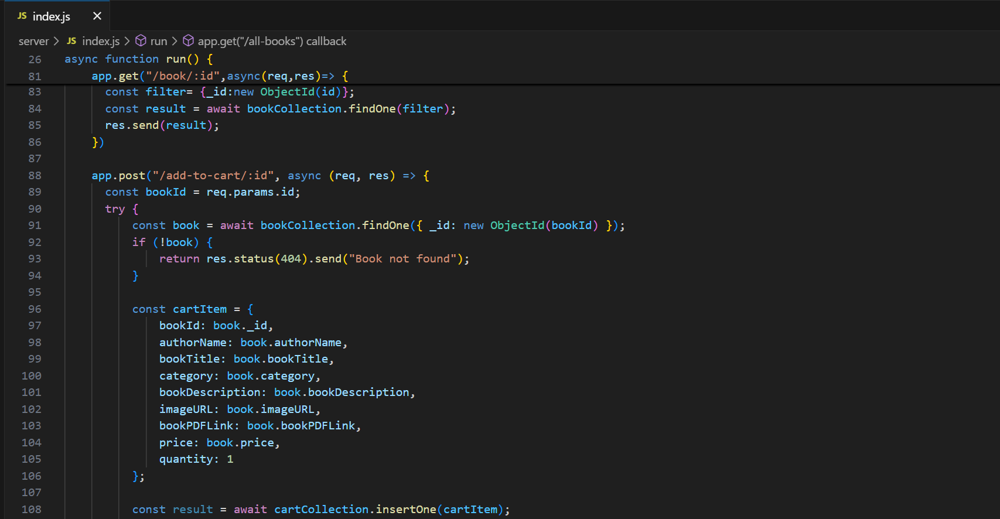 JS index.js ×
server > JS index.js > run > app.get("/all-books") callback
26 async function run() {
81 app.get("/book/:id",async(req,res)=> {
83 const filter= {_id:new ObjectId(id)};
84 const result = await bookCollection.findOne(filter);
85 res.send(result);
86 })
87
88 app.post("/add-to-cart/:id", async (req, res) => {
89 const bookId = req.params.id;
90 try {
91 const book = await bookCollection.findOne({ _id: new ObjectId(bookId) });
92 if (!book) {
93 return res.status(404).send("Book not found");
94 }
95
96 const cartItem = {
97 bookId: book._id,
98 authorName: book.authorName,
99 bookTitle: book.bookTitle,
100 category: book.category,
101 bookDescription: book.bookDescription,
102 imageURL: book.imageURL,
103 bookPDFLink: book.bookPDFLink,
104 price: book.price,
105 quantity: 1
106 };
107
108 const result = await cartCollection.insertOne(cartItem);